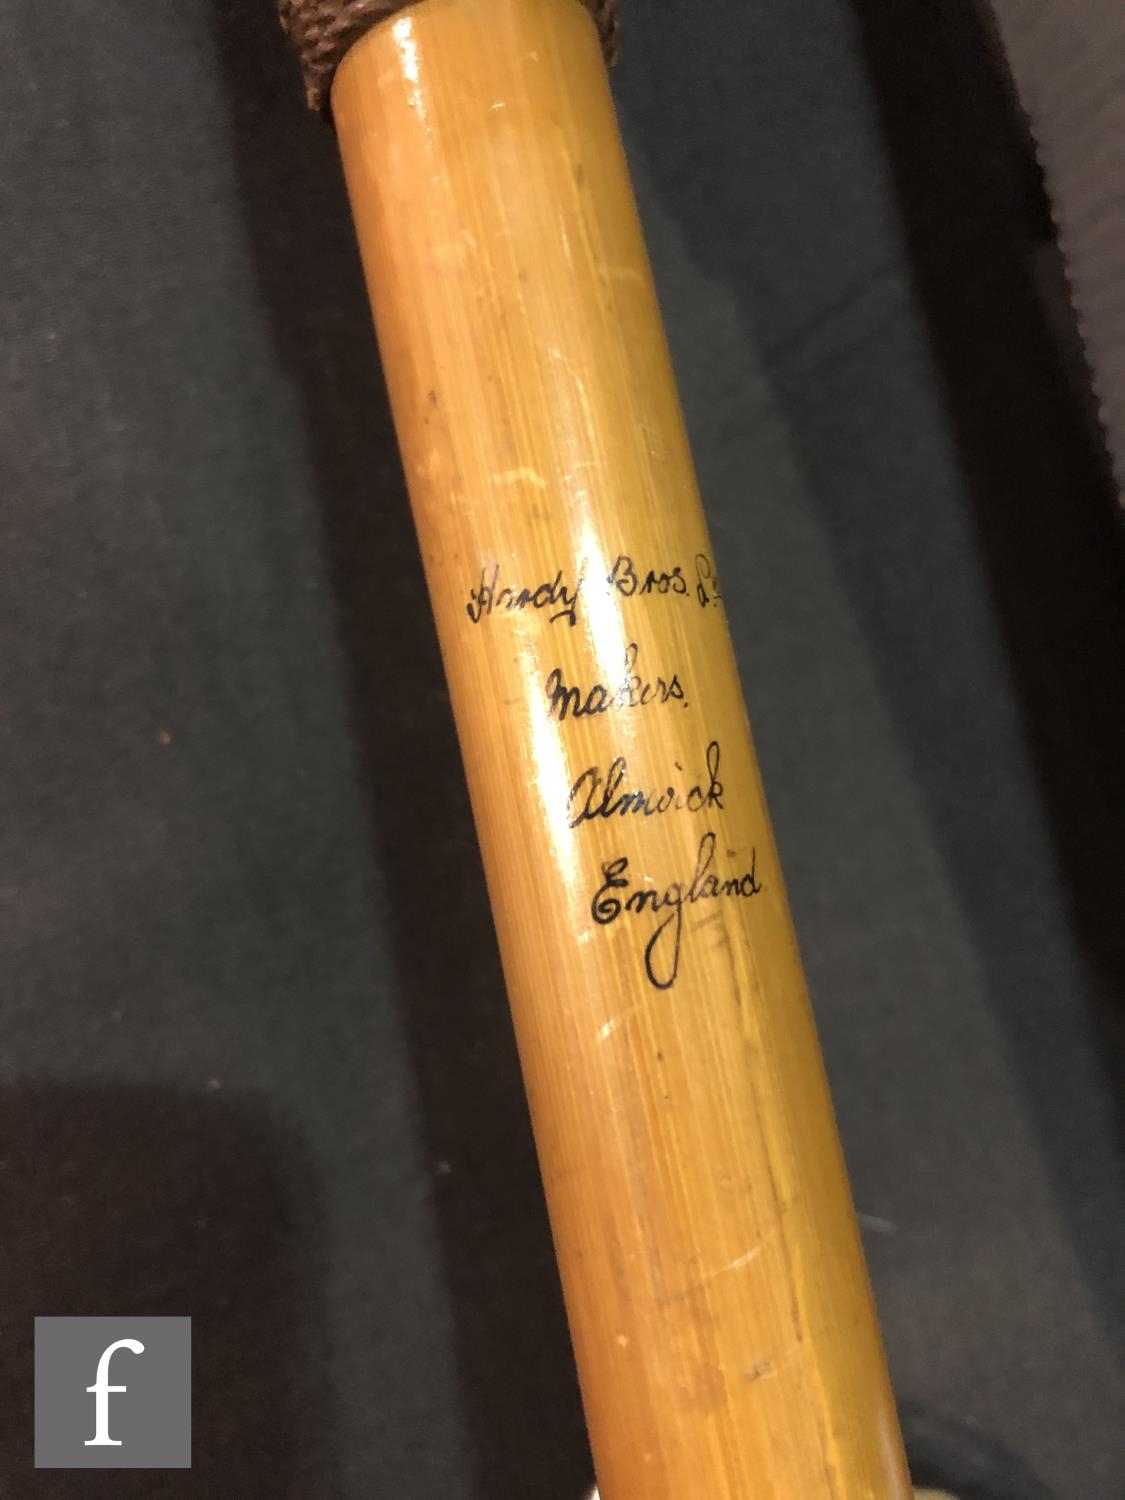 Hardy Bros. Ld
Makers.
Alnwick
England
f